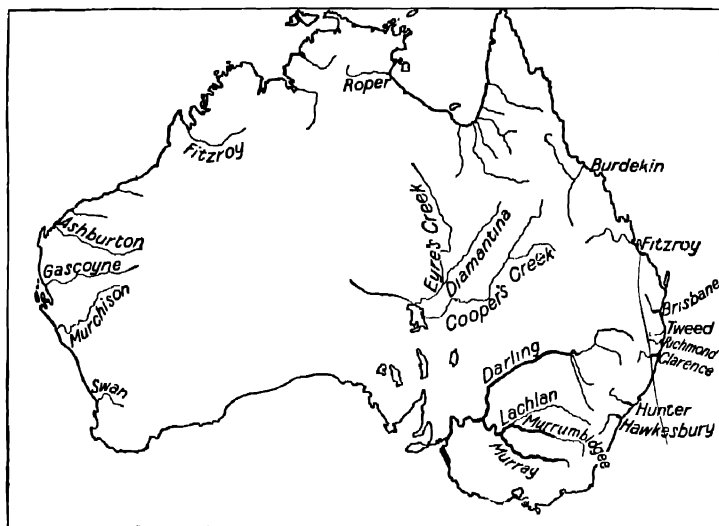 Roper
Fitzroy
Burdekin
Ashburton
Eyre's Creek
Diamantina
Fitzroy
Gascoyne
Cooper's Creek
Murchison
Brisbane
Tweed
Richmond
Clarence
Darling
Swan
Lachlan
Hunter
Murrumbidgee
Hawkesbury
Murray